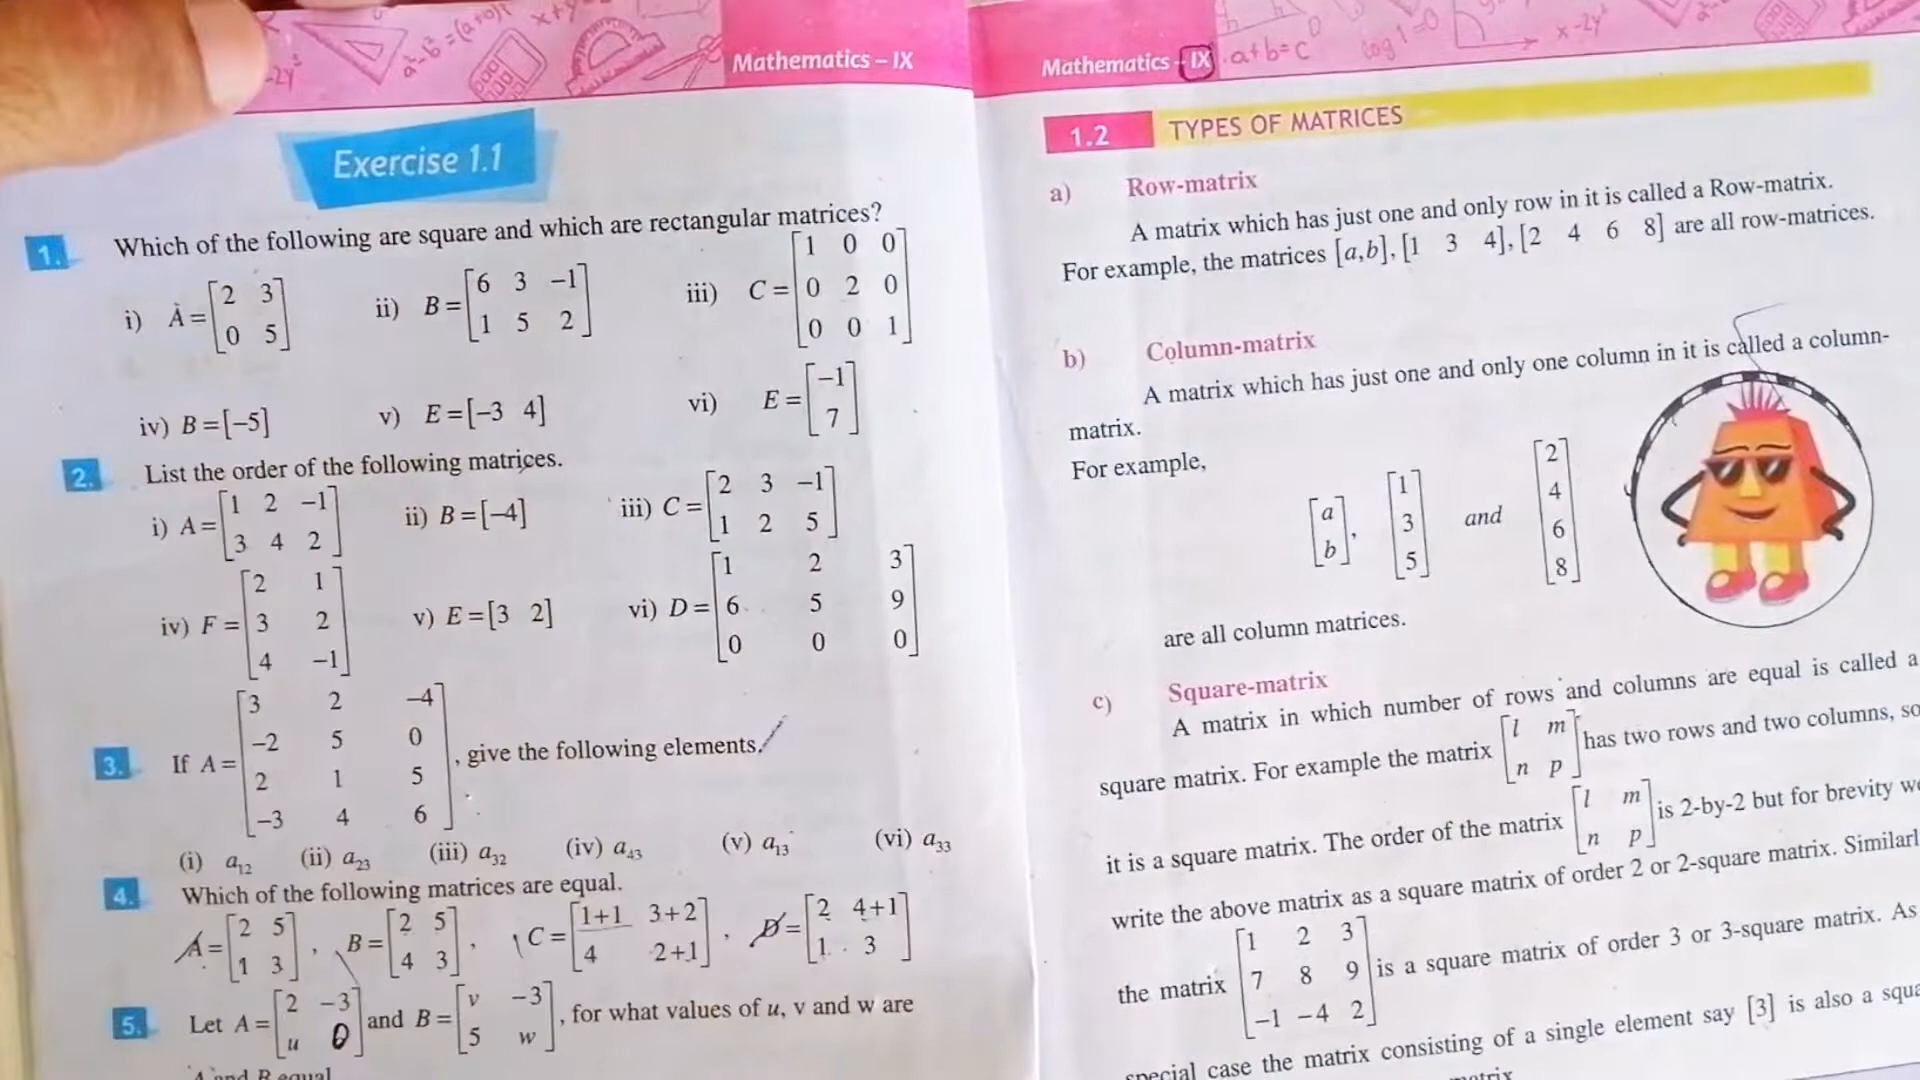 Mathematics – IX
Exercise 1.1
1. Which of the following are square and which are rectangular matrices?
i) A = [2 3
0 5]
ii) B = [6 3 −1
1 5 2]
iii) C = [1 0 0
0 2 0
0 0 1]
iv) B = [−5]
v) E = [−3 4]
vi) E = [−1
7]
2. List the order of the following matrices.
i) A = [1 2 −1
3 4 2]
ii) B = [−4]
iii) C = [2 3 −1
1 2 5]
iv) F = [2 1
3 2
4 −1]
v) E = [3 2]
vi) D = [1 2 3
6 5 9
0 0 0]
3. If A = [3 2 −4
−2 5 0
2 1 5
−3 4 6], give the following elements.
(i) a₁₂ (ii) a₂₃ (iii) a₃₂ (iv) a₄₃ (v) a₁₃ (vi) a₃₃
4. Which of the following matrices are equal.
A = [2 5
1 3],
B = [2 5
4 3],
C = [1+1 3+2
4 2+1],
D = [2 4+1
1 3]
5. Let A = [2 −3
u 0] and B = [v −3
5 w], for what values of u, v and w are
A and B equal
Mathematics – IX
a+b=c
log 1=0
1.2 TYPES OF MATRICES
a) Row-matrix
A matrix which has just one and only row in it is called a Row-matrix.
For example, the matrices [a,b], [1 3 4], [2 4 6 8] are all row-matrices.
b) Column-matrix
A matrix which has just one and only one column in it is called a column-
matrix.
For example,
[a
b],
[1
3
5]
and
[2
4
6
8]
are all column matrices.
c) Square-matrix
A matrix in which number of rows and columns are equal is called a
square matrix. For example the matrix [l m
n p] has two rows and two columns, so
it is a square matrix. The order of the matrix [l m
n p] is 2-by-2 but for brevity
write the above matrix as a square matrix of order 2 or 2-square matrix.
the matrix [1 2 3
7 8 9
−1 −4 2] is a square matrix of order 3 or 3-square matrix. As
special case the matrix consisting of a single element say [3] is also a